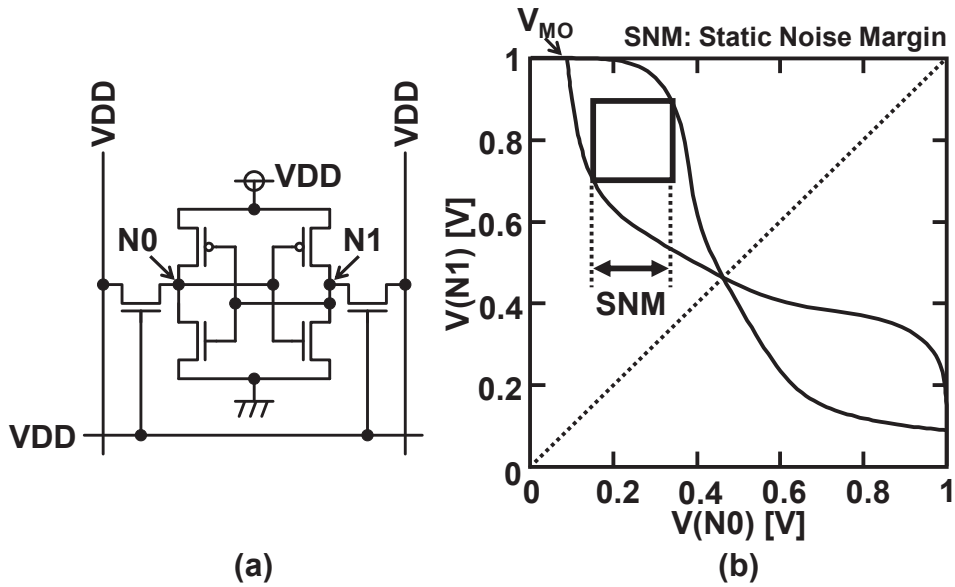 VDD
VDD
VDD
N0
N1
VDD
(a)
V_MO
SNM: Static Noise Margin
1
0.8
0.6
0.4
0.2
0
V(N1) [V]
SNM
0
0.2
0.4
0.6
0.8
1
V(N0) [V]
(b)